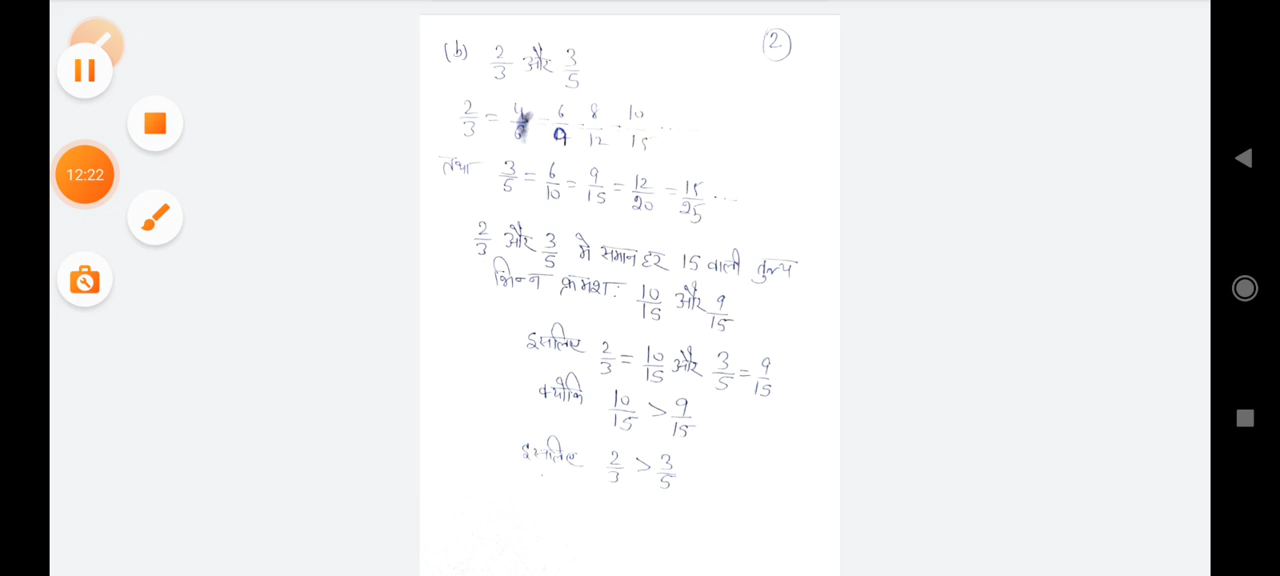 2
(b) 2/3 और 3/5
2/3 = 4/6 = 6/9 = 8/12 = 10/15 ...
तथा 3/5 = 6/10 = 9/15 = 12/20 = 15/25 ...
2/3 और 3/5 मे समान हर 15 वाली तुल्य
भिन्न क्रमश: 10/15 और 9/15
इसलिए 2/3 = 10/15 और 3/5 = 9/15
क्योकि 10/15 > 9/15
इसलिए 2/3 > 3/5
12:22